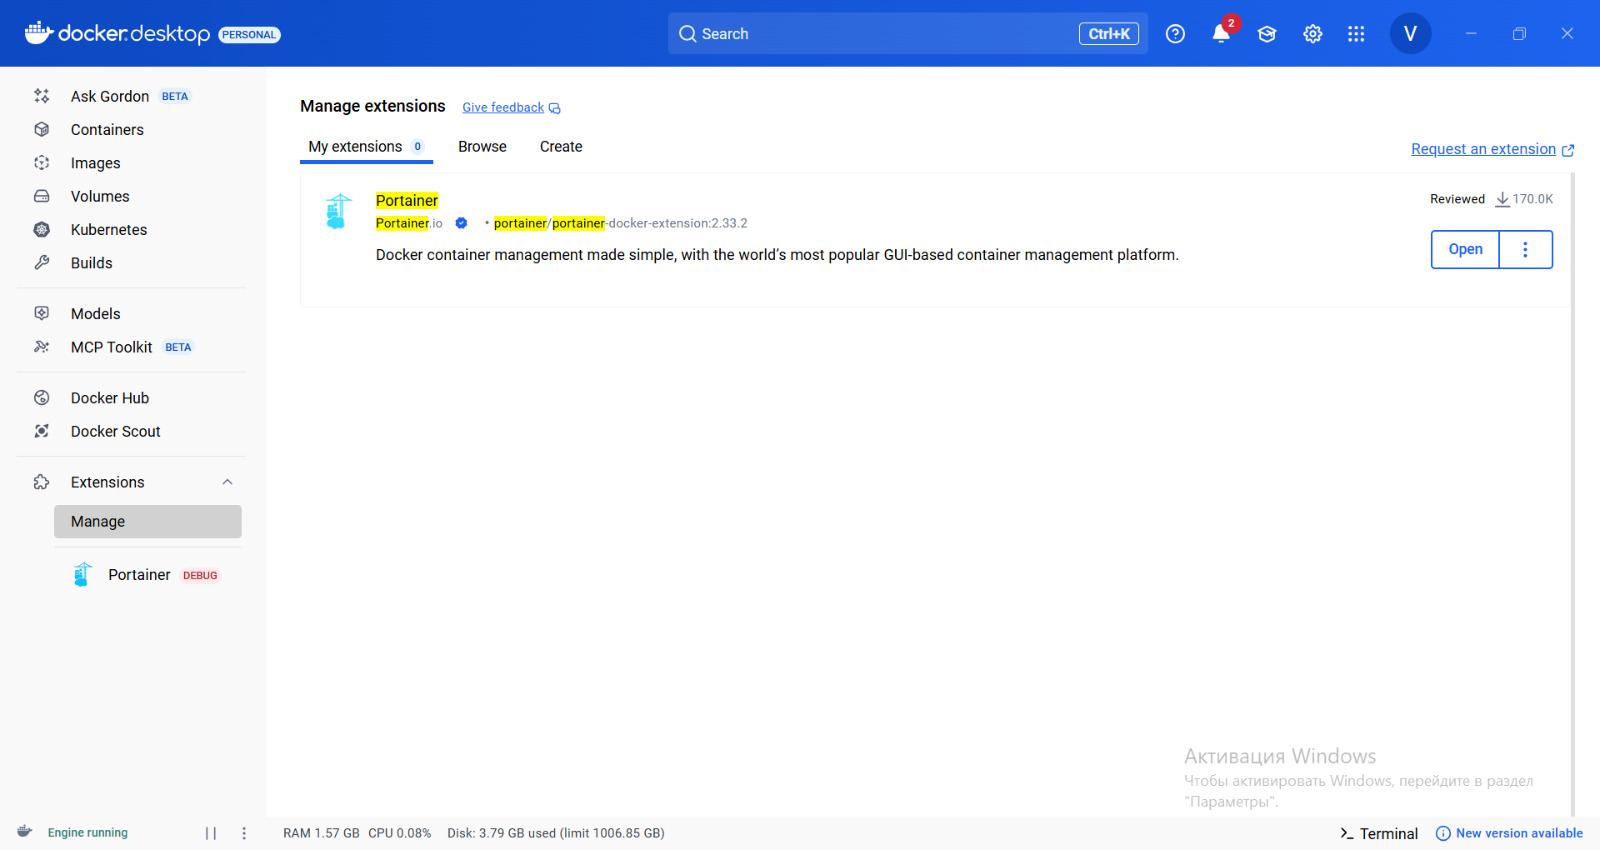 docker.desktop PERSONAL
Search Ctrl+K
2
V
Ask Gordon BETA
Containers
Images
Volumes
Kubernetes
Builds
Models
MCP Toolkit BETA
Docker Hub
Docker Scout
Extensions
Manage
Portainer DEBUG
Manage extensions Give feedback
My extensions 0 Browse Create
Request an extension
Portainer
Portainer.io • portainer/portainer-docker-extension:2.33.2
Docker container management made simple, with the world’s most popular GUI-based container management platform.
Reviewed 170.0K
Open
Активация Windows
Чтобы активировать Windows, перейдите в раздел
"Параметры".
Engine running
RAM 1.57 GB CPU 0.08% Disk: 3.79 GB used (limit 1006.85 GB)
Terminal New version available